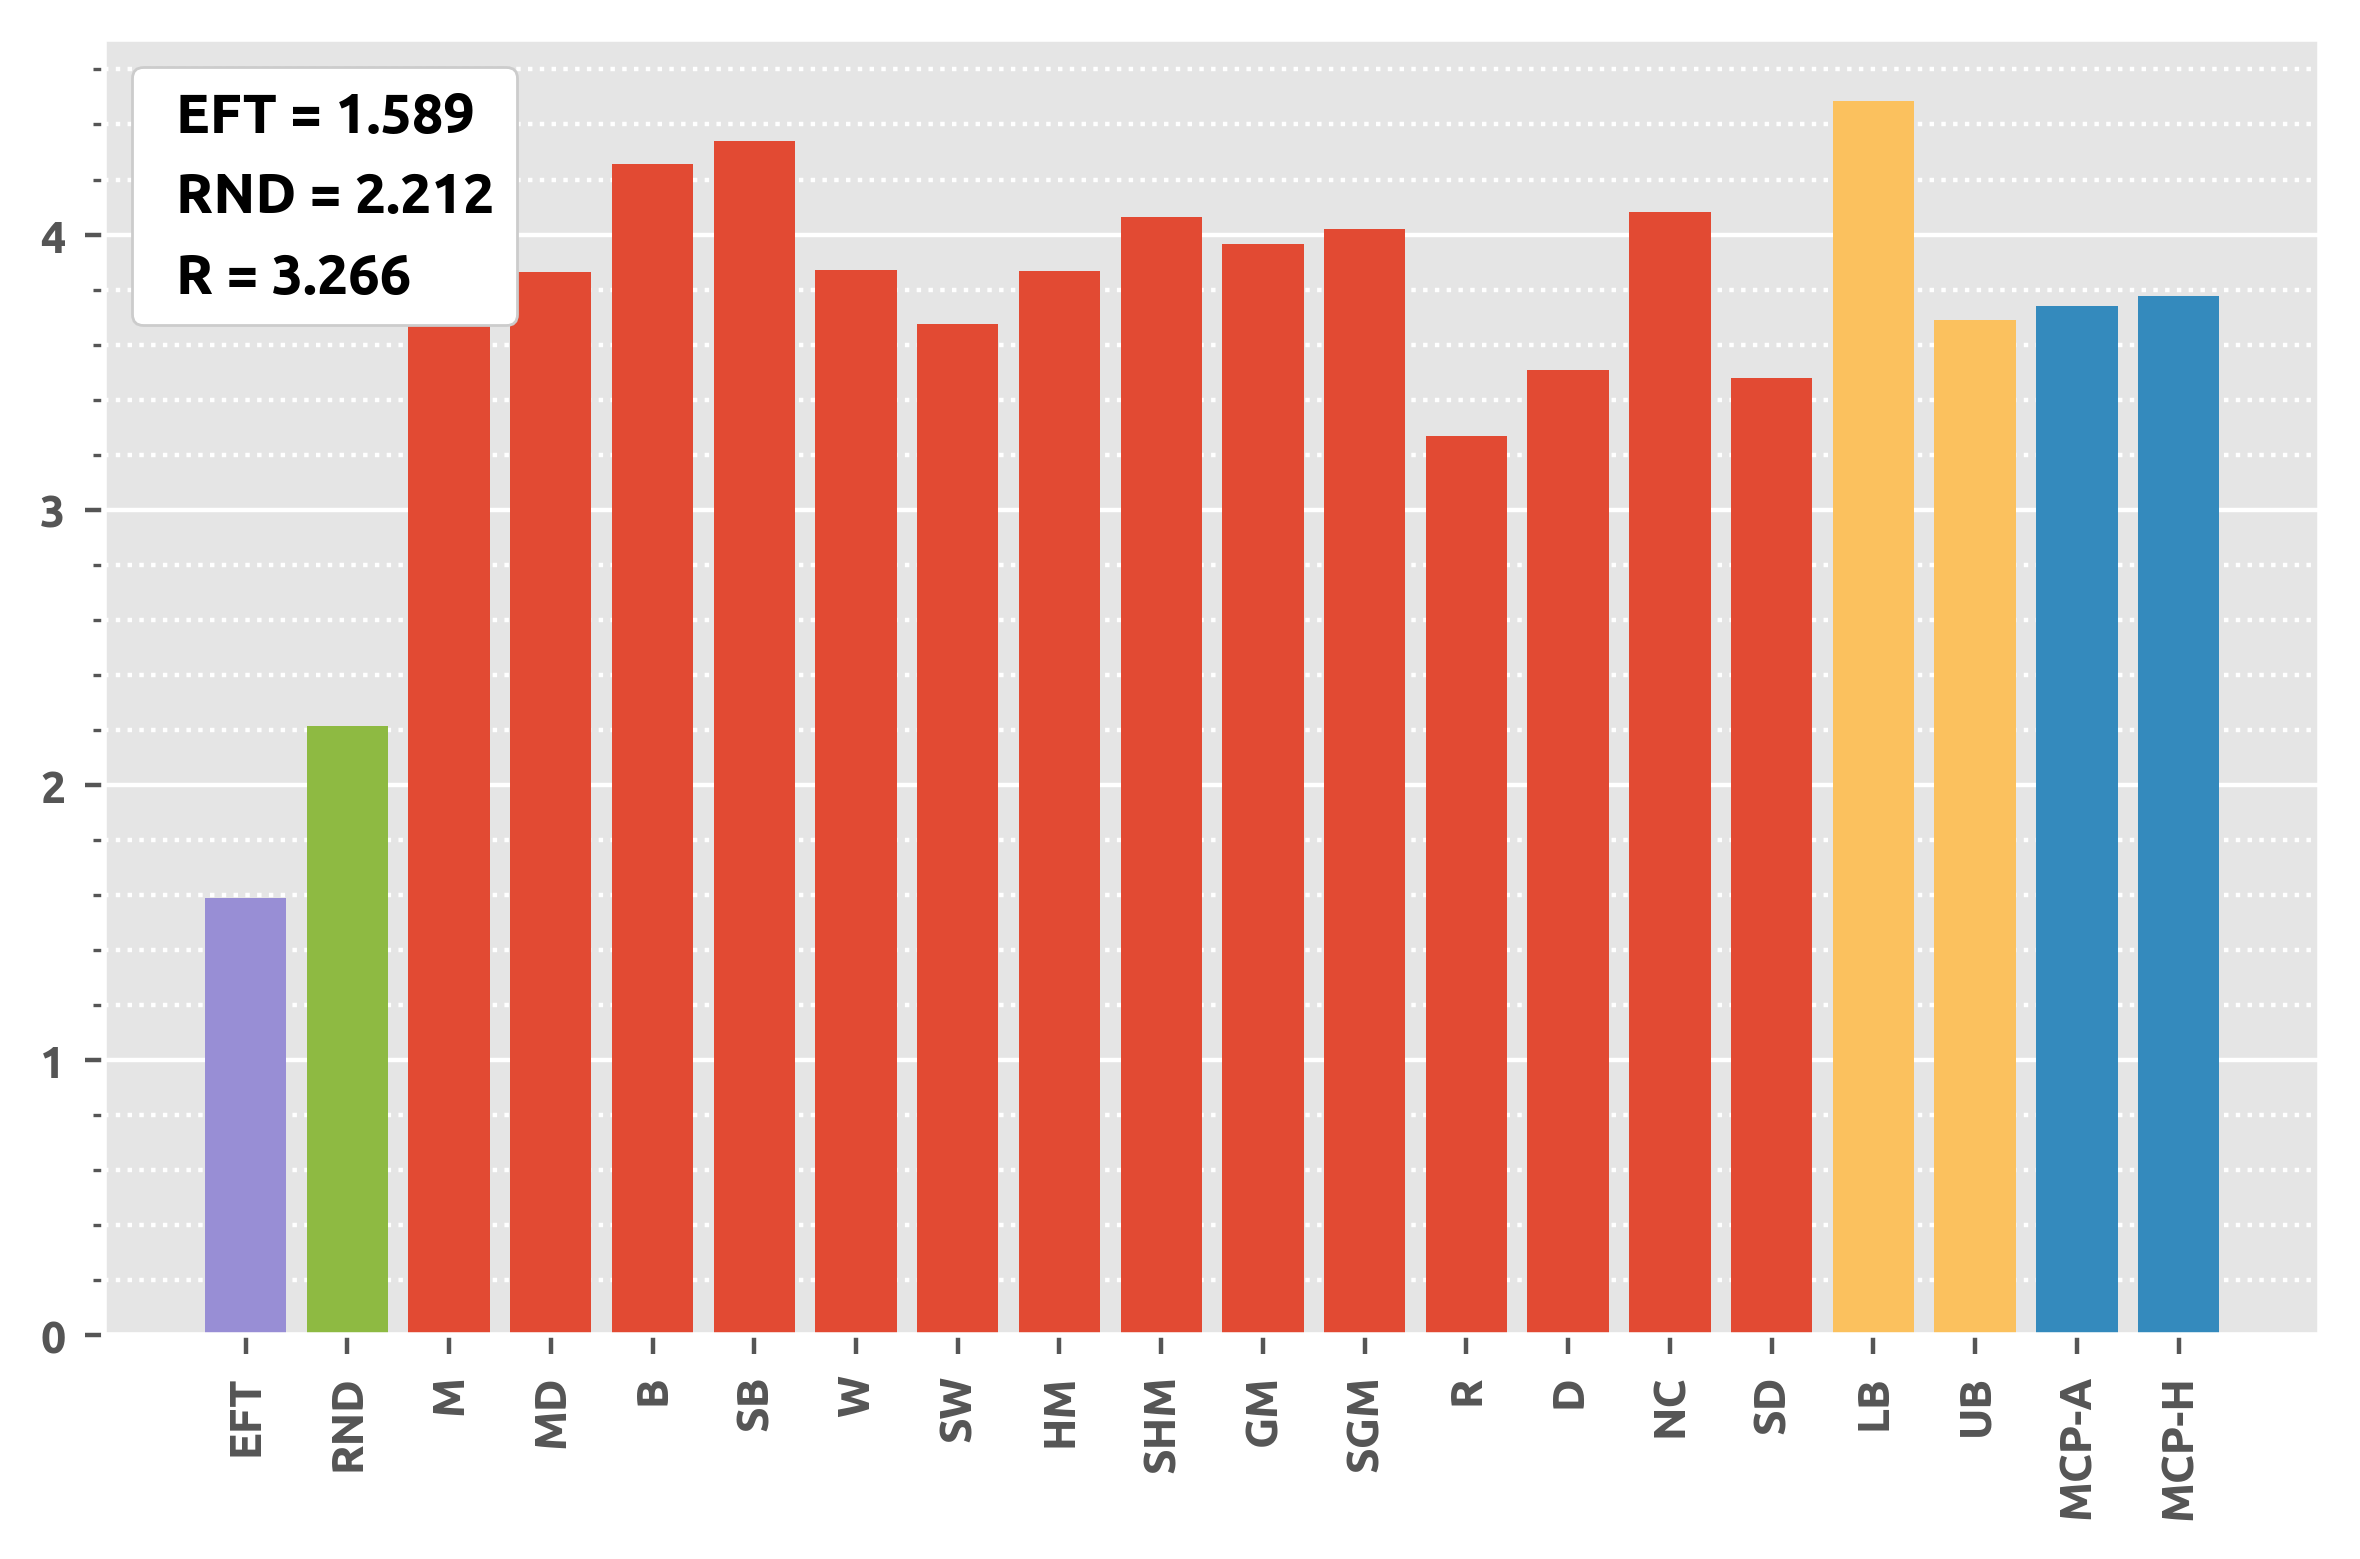 EFT = 1.589
RND = 2.212
R = 3.266
4
3
2
1
0
EFT
RND
M
MD
B
SB
W
SW
HM
SHM
GM
SGM
R
D
NC
SD
LB
UB
MCP-A
MCP-H